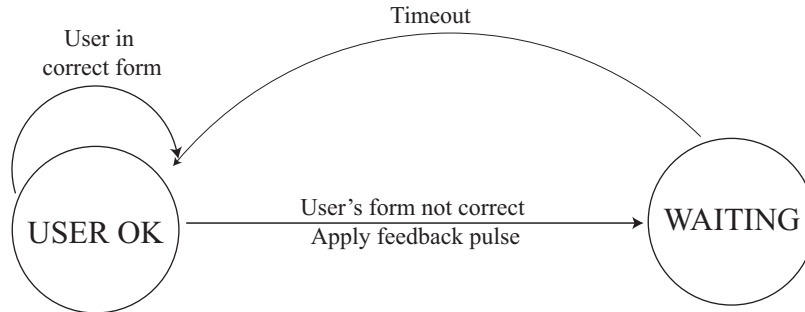 Timeout
User in
correct form
User’s form not correct
Apply feedback pulse
USER OK
WAITING